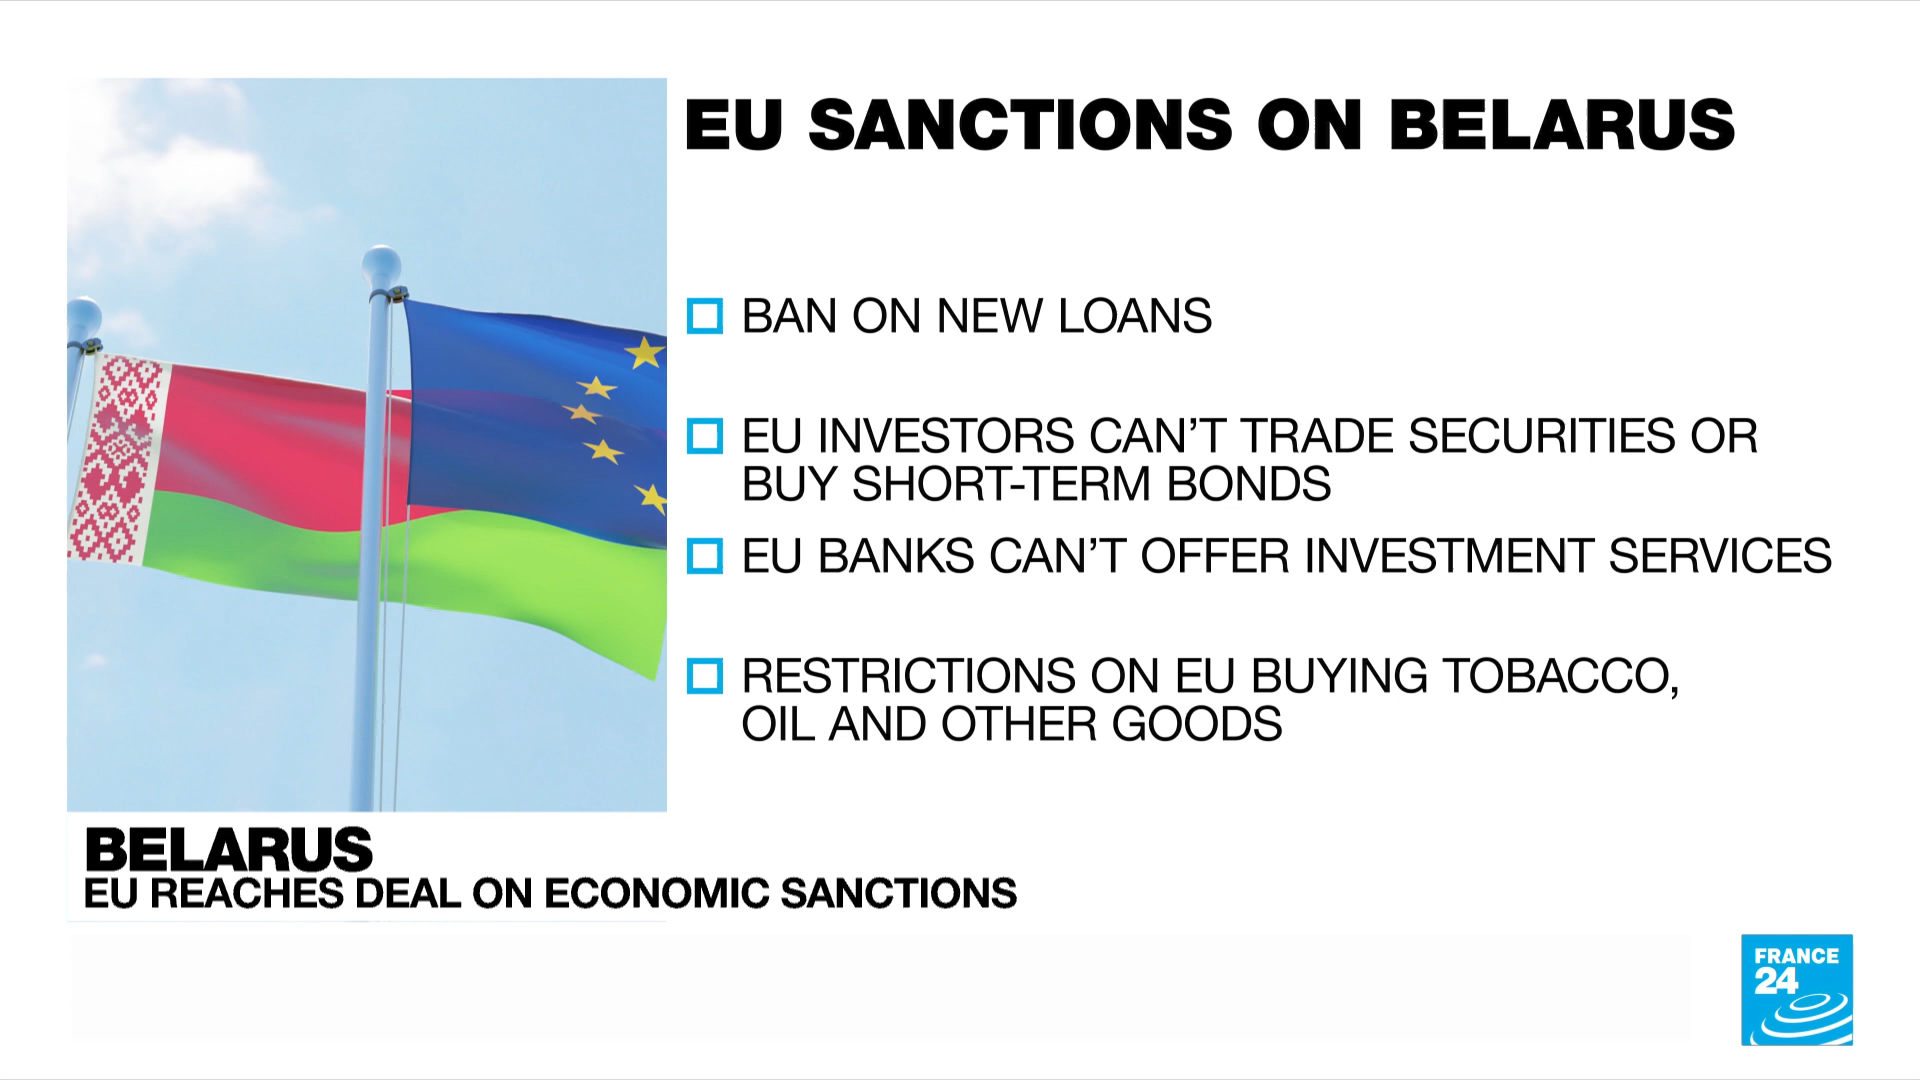 EU SANCTIONS ON BELARUS
BAN ON NEW LOANS
EU INVESTORS CAN’T TRADE SECURITIES OR
BUY SHORT-TERM BONDS
EU BANKS CAN’T OFFER INVESTMENT SERVICES
RESTRICTIONS ON EU BUYING TOBACCO,
OIL AND OTHER GOODS
BELARUS
EU REACHES DEAL ON ECONOMIC SANCTIONS
FRANCE
24